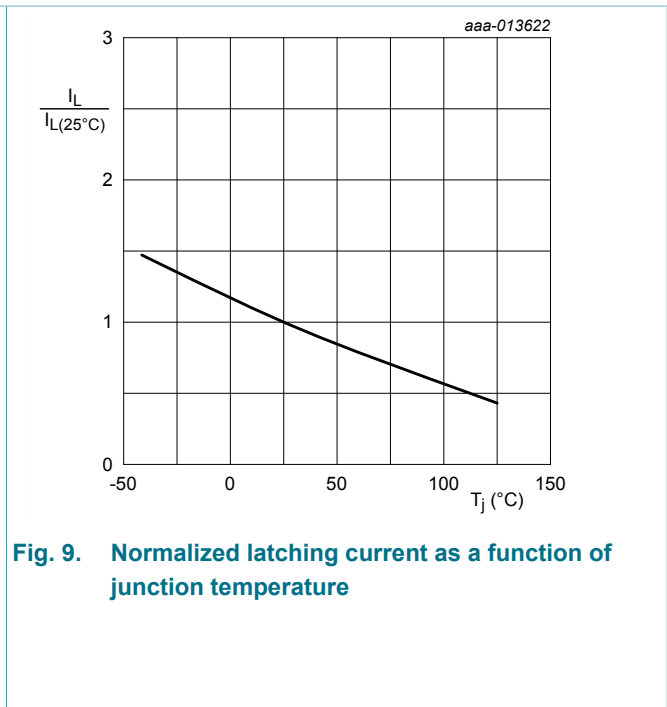 aaa-013622
3
I_L
I_L(25°C)
2
1
0
-50 0 50 100 150
T_j (°C)
Fig. 9. Normalized latching current as a function of
junction temperature